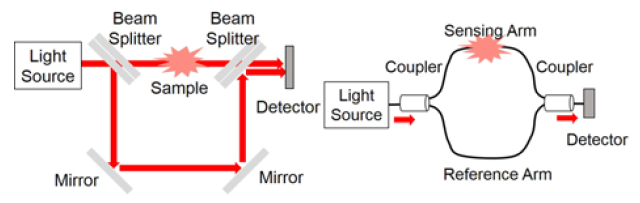 Beam
Splitter
Beam
Splitter
Light
Source
Sample
Detector
Mirror
Mirror
Sensing Arm
Coupler
Coupler
Light
Source
Detector
Reference Arm